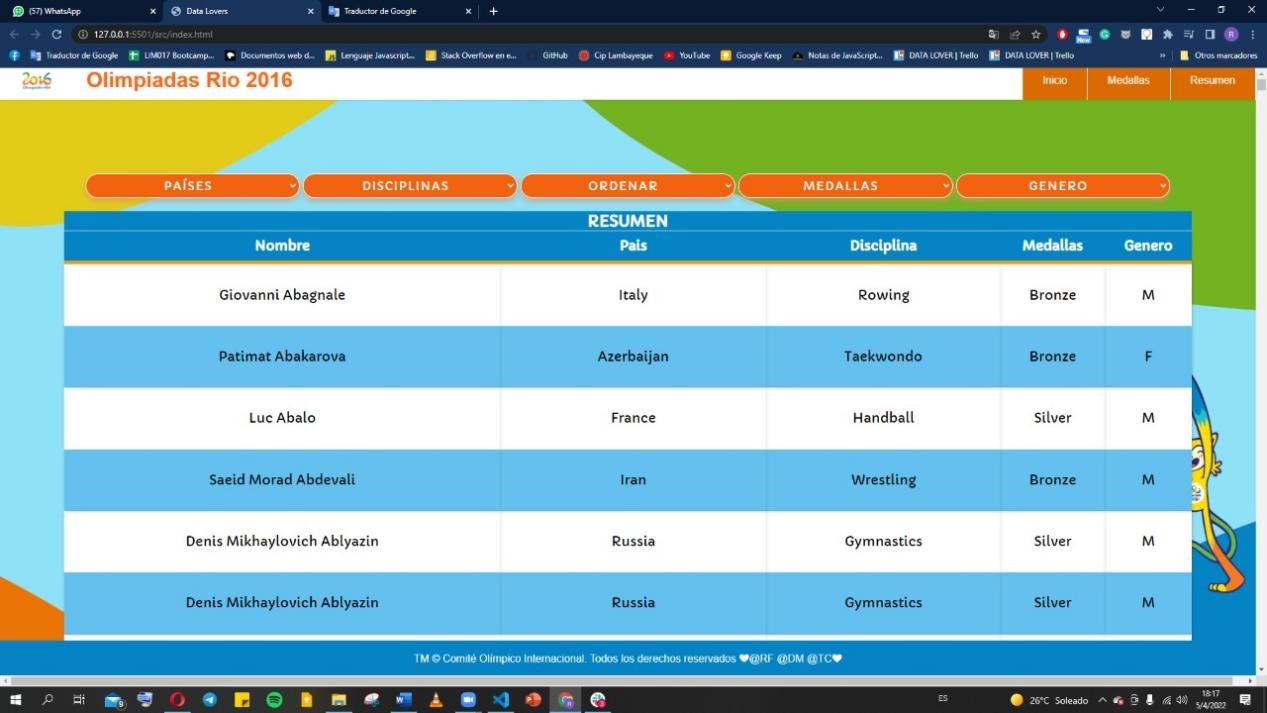 (57) WhatsApp
Data Lovers
Traductor de Google
127.0.0.1:5501/src/index.html
Traductor de Google
LIM017 Bootcamp...
Documentos web d...
Lenguaje Javascript...
Stack Overflow en e...
GitHub
Cip Lambayeque
YouTube
Google Keep
Notas de JavaScript...
DATA LOVER | Trello
DATA LOVER | Trello
»
Otros marcadores
2016
Olimpiadas Rio 2016
Inicio
Medallas
Resumen
PAÍSES
DISCIPLINAS
ORDENAR
MEDALLAS
GENERO
RESUMEN
Nombre Pais Disciplina Medallas Genero
Giovanni Abagnale Italy Rowing Bronze M
Patimat Abakarova Azerbaijan Taekwondo Bronze F
Luc Abalo France Handball Silver M
Saeid Morad Abdevali Iran Wrestling Bronze M
Denis Mikhaylovich Ablyazin Russia Gymnastics Silver M
Denis Mikhaylovich Ablyazin Russia Gymnastics Silver M
TM © Comité Olímpico Internacional. Todos los derechos reservados ♥@RF @DM @TC♥
ES
26°C Soleado
18:17
5/4/2022